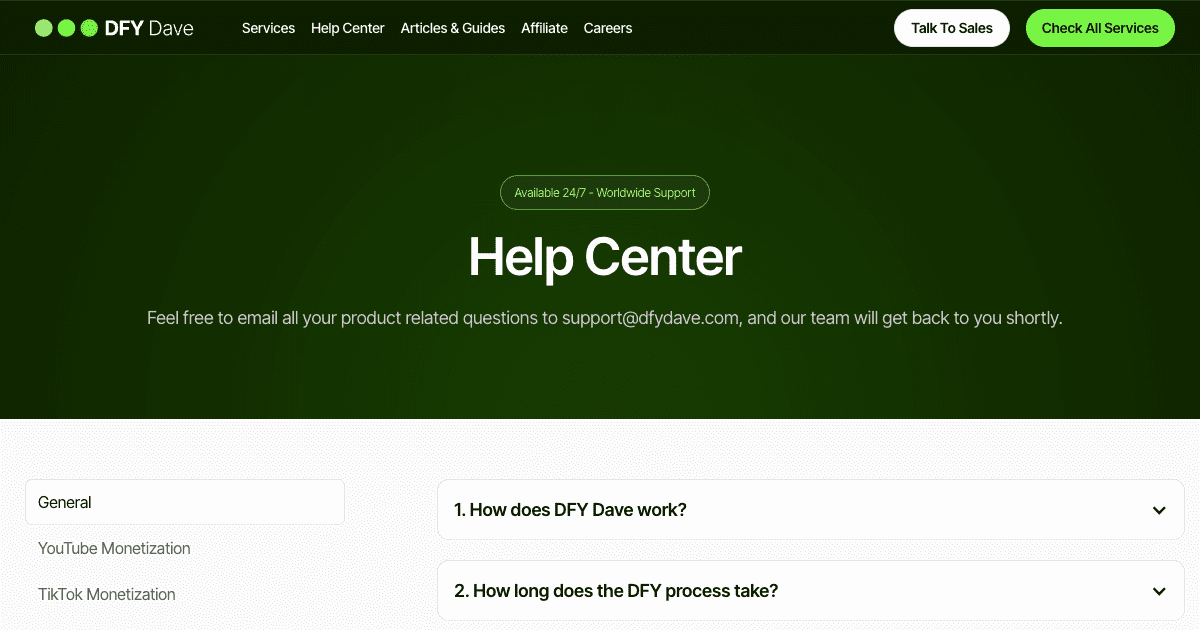 DFY Dave
Services
Help Center
Articles & Guides
Affiliate
Careers
Talk To Sales
Check All Services
Available 24/7 - Worldwide Support
Help Center
Feel free to email all your product related questions to support@dfydave.com, and our team will get back to you shortly.
General
YouTube Monetization
TikTok Monetization
1. How does DFY Dave work?
2. How long does the DFY process take?